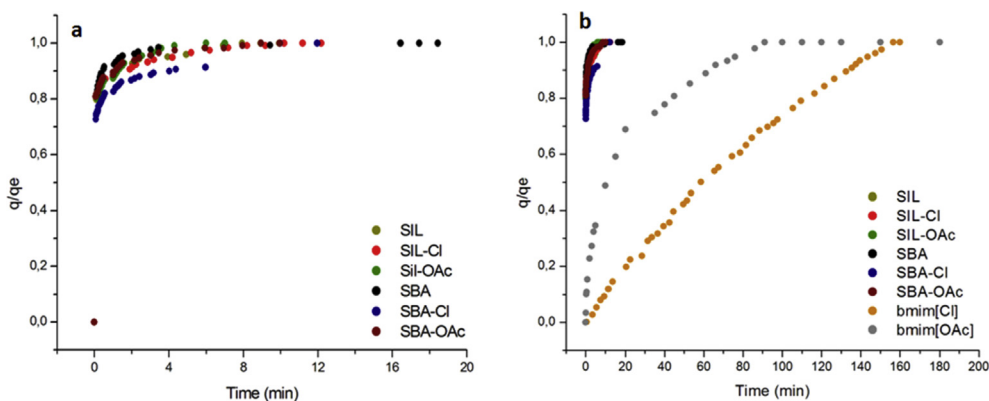 a
1,0
0,8
0,6
0,4
0,2
0,0
q/qe
SIL
SIL-Cl
Sil-OAc
SBA
SBA-Cl
SBA-OAc
0 4 8 12 16 20
Time (min)
b
1,0
0,8
0,6
0,4
0,2
0,0
q/qe
SIL
SIL-Cl
SIL-OAc
SBA
SBA-Cl
SBA-OAc
bmim[Cl]
bmim[OAc]
0 20 40 60 80 100 120 140 160 180 200
Time (min)